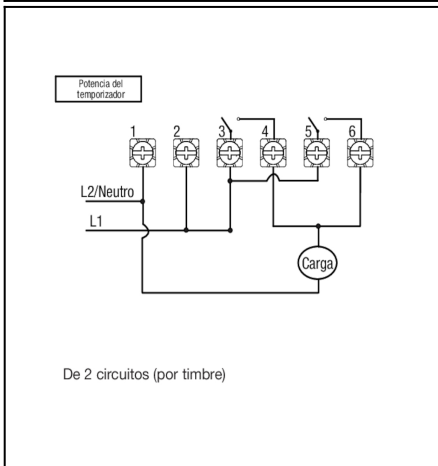 Potencia del
temporizador
1 2 3 4 5 6
L2/Neutro
L1
Carga
De 2 circuitos (por timbre)